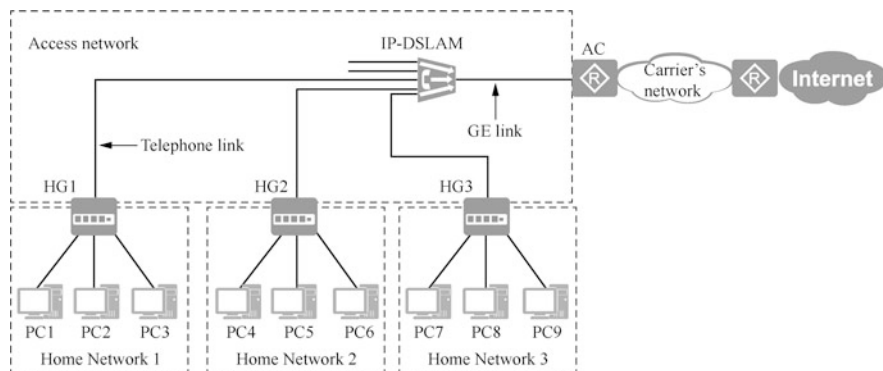 Access network
IP-DSLAM
AC
R
Carrier's
network
R
Internet
GE link
Telephone link
HG1
HG2
HG3
PC1
PC2
PC3
PC4
PC5
PC6
PC7
PC8
PC9
Home Network 1
Home Network 2
Home Network 3